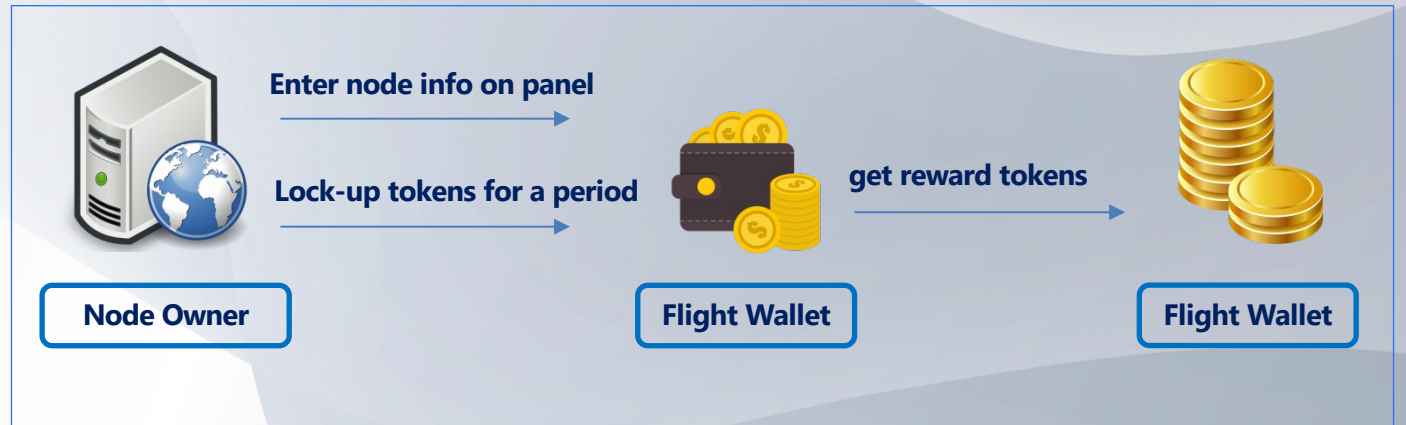 Enter node info on panel
Lock-up tokens for a period
get reward tokens
Node Owner
Flight Wallet
Flight Wallet